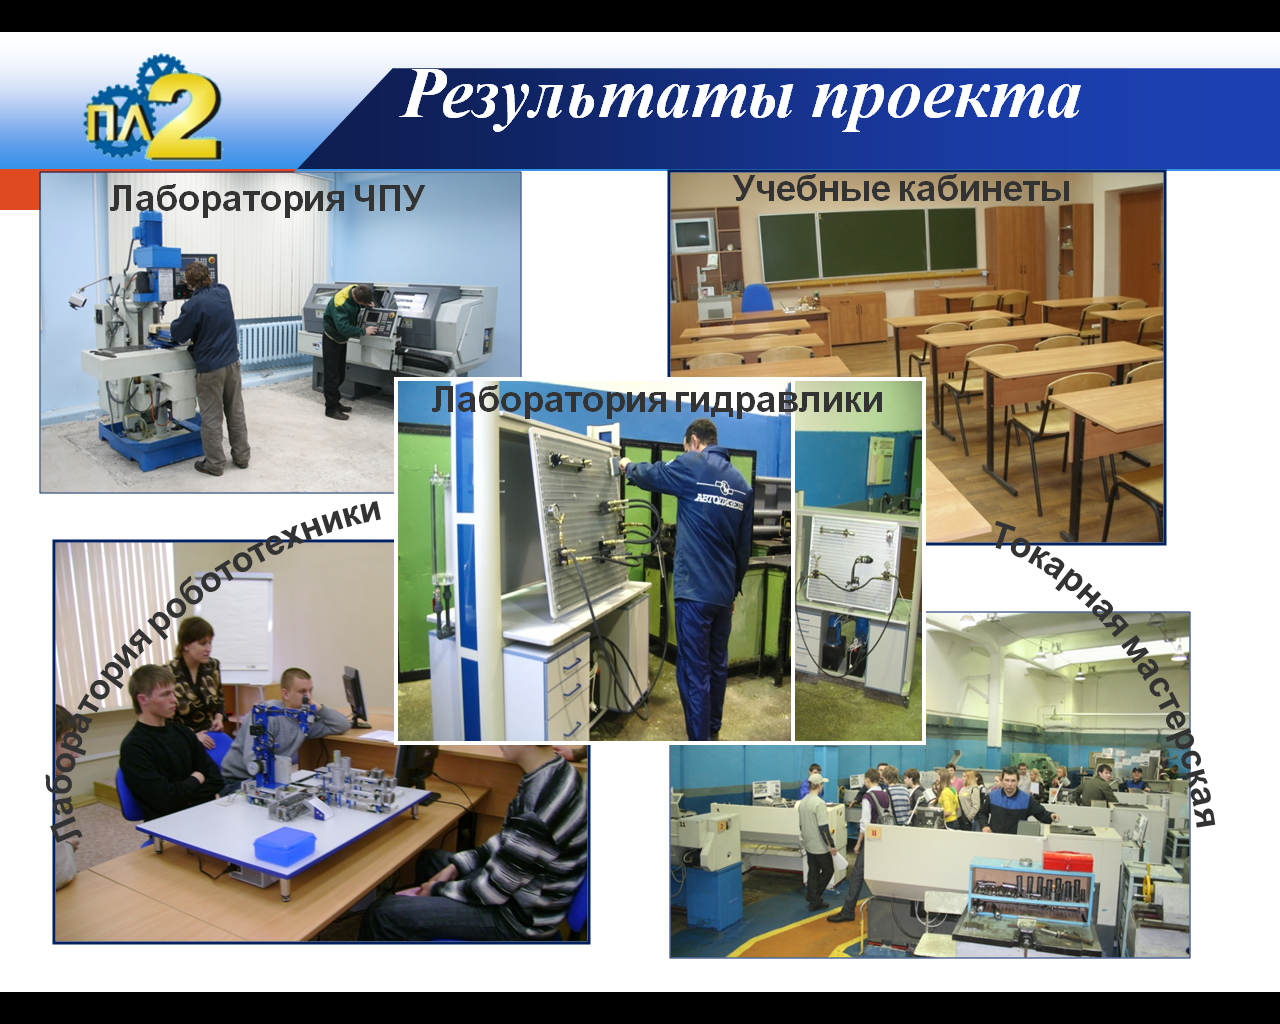 ПЛ2
Результаты проекта
Лаборатория ЧПУ
Учебные кабинеты
Лаборатория гидравлики
АВТОДИЗЕЛЬ
Лаборатория робототехники
Токарная мастерская